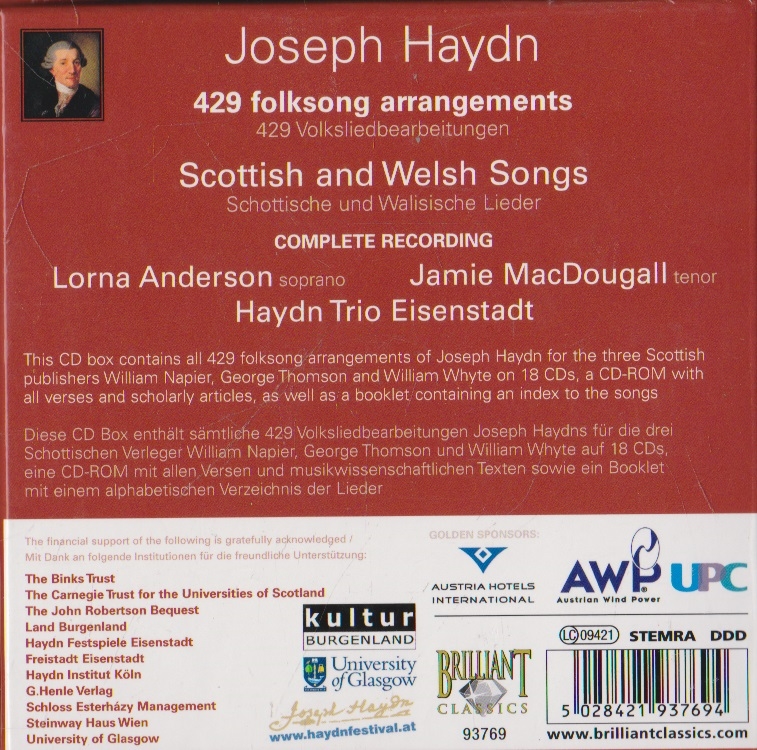 Joseph Haydn
429 folksong arrangements
429 Volksliedbearbeitungen
Scottish and Welsh Songs
Schottische und Walisische Lieder
COMPLETE RECORDING
Lorna Anderson soprano Jamie MacDougall tenor
Haydn Trio Eisenstadt
This CD box contains all 429 folksong arrangements of Joseph Haydn for the three Scottish
publishers William Napier, George Thomson and William Whyte on 18 CDs, a CD-ROM with
all verses and scholarly articles, as well as a booklet containing an index to the songs
Diese CD Box enthält sämtliche 429 Volksliedbearbeitungen Joseph Haydns für die drei
Schottischen Verleger William Napier, George Thomson und William Whyte auf 18 CDs,
eine CD-ROM mit allen Versen und musikwissenschaftlichen Texten sowie ein Booklet
mit einem alphabetischen Verzeichnis der Lieder
The financial support of the following is gratefully acknowledged /
Mit Dank an folgende Institutionen für die freundliche Unterstützung:
The Binks Trust
The Carnegie Trust for the Universities of Scotland
The John Robertson Bequest
Land Burgenland
Haydn Festspiele Eisenstadt
Freistadt Eisenstadt
Haydn Institut Köln
G.Henle Verlag
Schloss Esterházy Management
Steinway Haus Wien
University of Glasgow
kultur
BURGENLAND
University
of Glasgow
Joseph Haydn
www.haydnfestival.at
GOLDEN SPONSORS:
AUSTRIA HOTELS
INTERNATIONAL
AWP®
Austrian Wind Power
UPC
BRILLIANT
CLASSICS
93769
LC 09421 STEMRA DDD
5 028421 937694
www.brilliantclassics.com